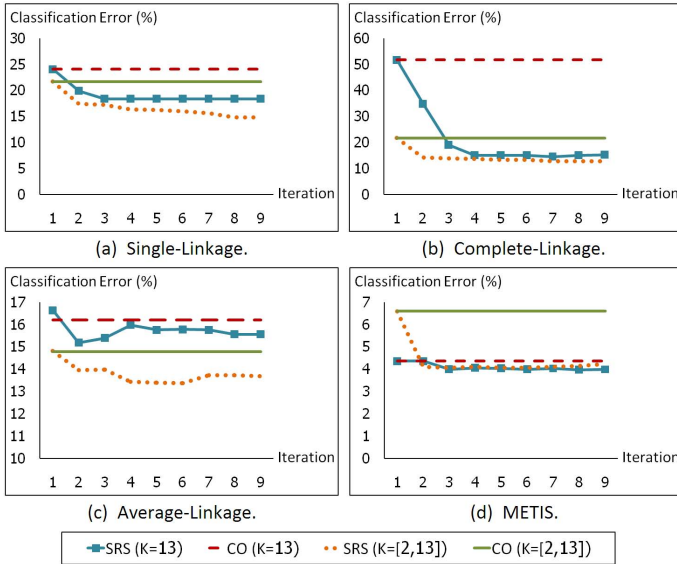 Classification Error (%)
30
25
20
15
10
5
0
1 2 3 4 5 6 7 8 9
Iteration
(a) Single-Linkage.
Classification Error (%)
60
50
40
30
20
10
0
1 2 3 4 5 6 7 8 9
Iteration
(b) Complete-Linkage.
Classification Error (%)
17
16
15
14
13
12
11
10
1 2 3 4 5 6 7 8 9
Iteration
(c) Average-Linkage.
Classification Error (%)
7
6
5
4
3
2
1
0
1 2 3 4 5 6 7 8 9
Iteration
(d) METIS.
SRS (K=13) CO (K=13) SRS (K=[2,13]) CO (K=[2,13])